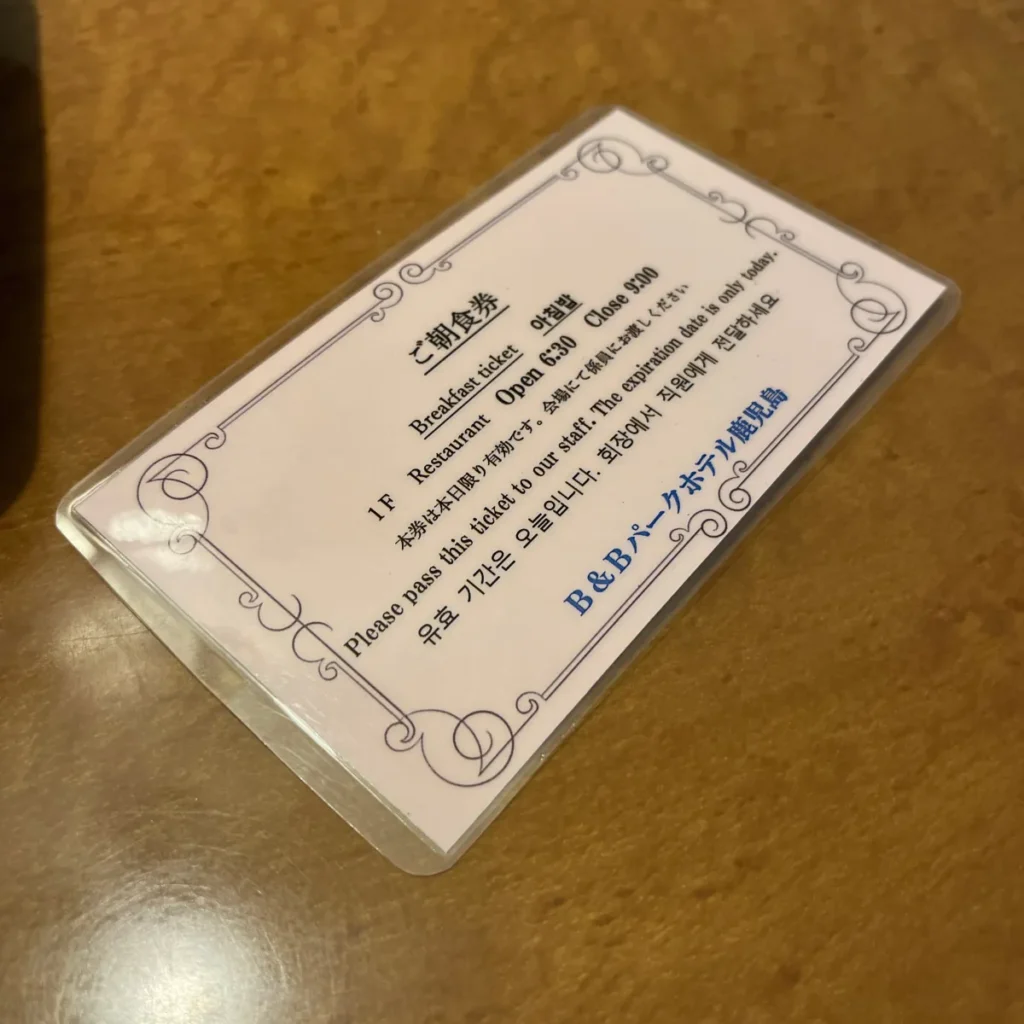 ご朝食券
Breakfast ticket 아침밥
1F Restaurant Open 6:30 Close 9:00
本券は本日限り有効です。会場にて係員にお渡しください
Please pass this ticket to our staff. The expiration date is only today.
유효 기간은 오늘입니다. 회장에서 직원에게 전달하세요
B&Bパークホテル鹿児島